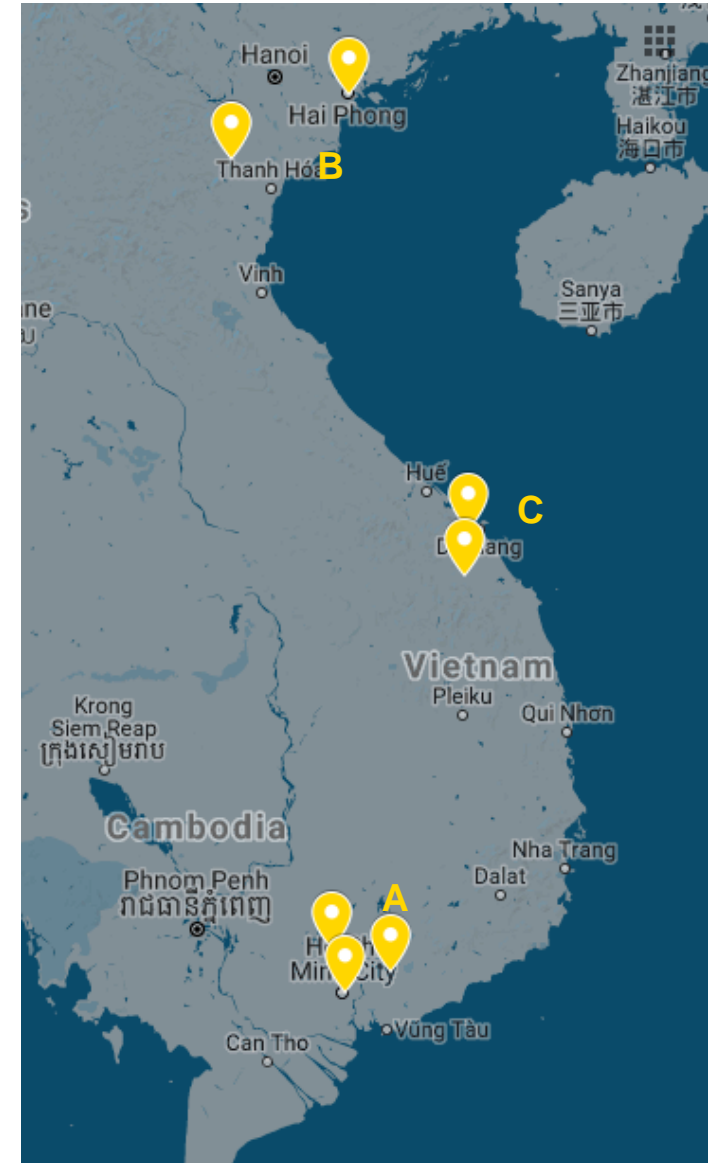 Hanoi
Zhanjiang
湛江市
Hai Phong
Haikou
海口市
Thanh Hóa
B
Vinh
Sanya
三亚市
Huế
C
Vietnam
Pleiku
Krong
Siem Reap
ក្រុងសៀមរាប
Qui Nhơn
Cambodia
Nha Trang
Dalat
Phnom Penh
រាជធានីភ្នំពេញ
A
City
Vũng Tàu
Can Tho